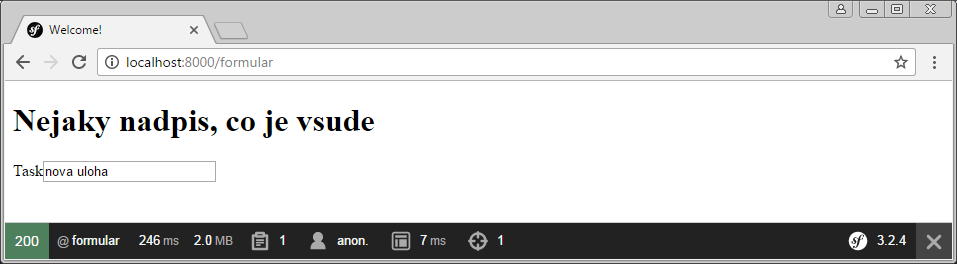 Welcome!
localhost:8000/formular
Nejaky nadpis, co je vsude
Task nova uloha
200 @ formular 246 ms 2.0 MB 1 anon. 7 ms 1 sf 3.2.4